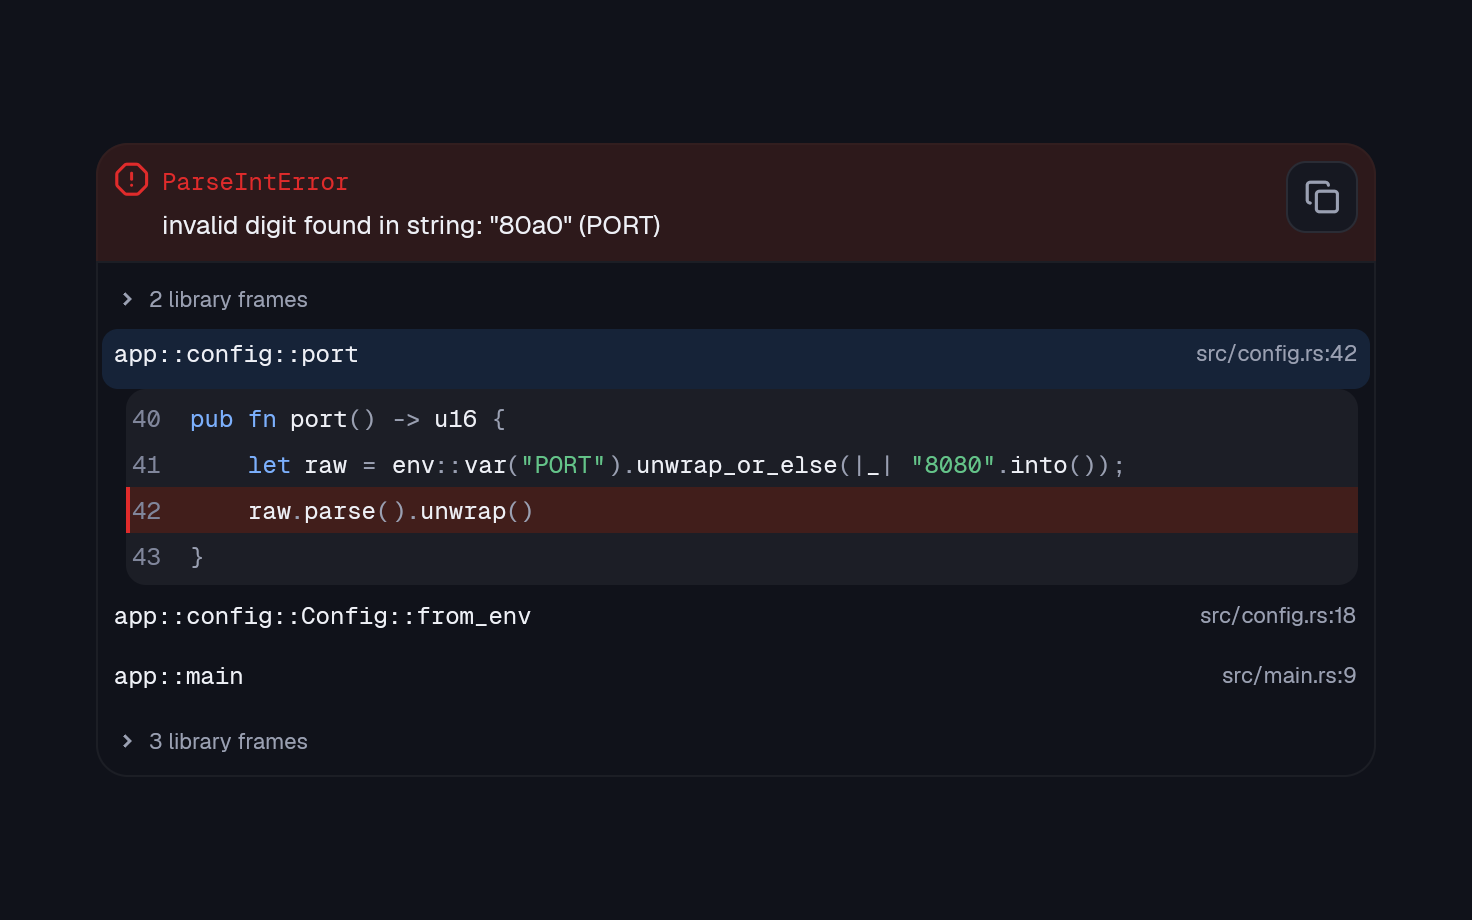 ParseIntError
invalid digit found in string: "80a0" (PORT)
2 library frames
app::config::port src/config.rs:42
40 pub fn port() -> u16 {
41     let raw = env::var("PORT").unwrap_or_else(|_| "8080".into());
42     raw.parse().unwrap()
43 }
app::config::Config::from_env src/config.rs:18
app::main src/main.rs:9
3 library frames